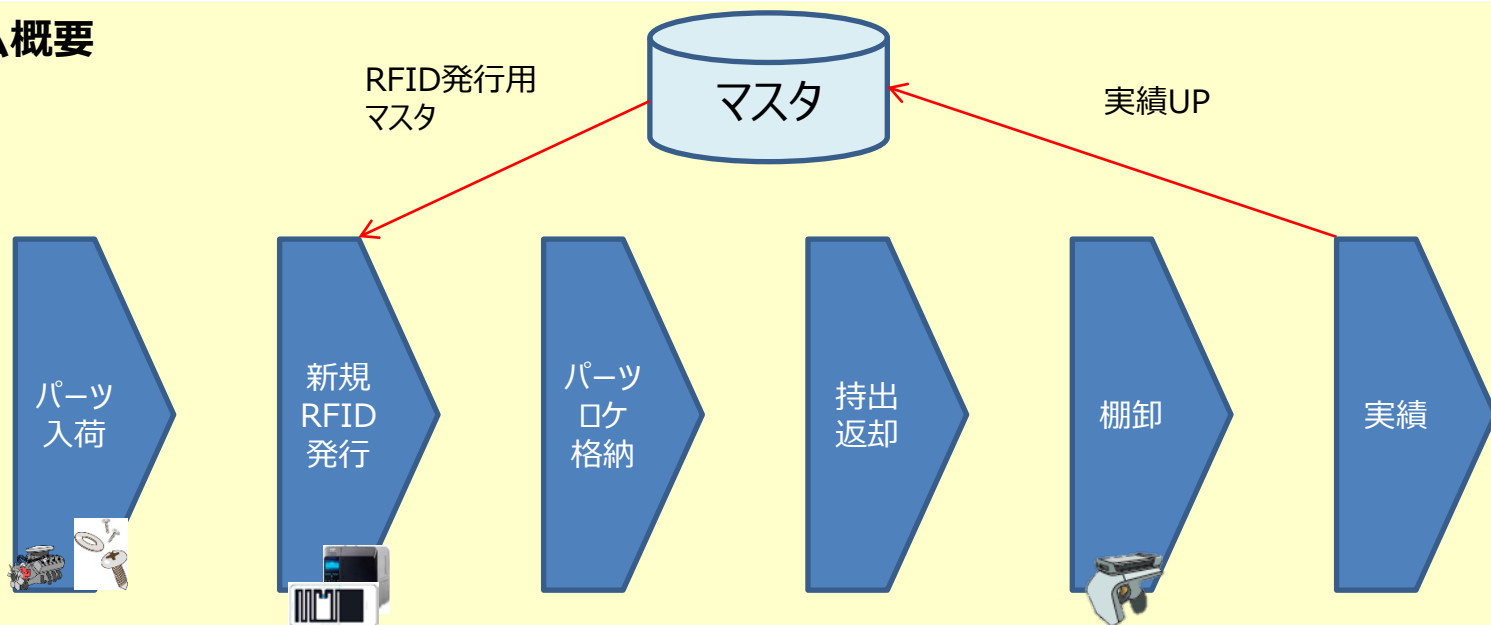 概要
RFID発行用
マスタ
マスタ
実績UP
パーツ
入荷
新規
RFID
発行
パーツ
ロケ
格納
持出
返却
棚卸
実績